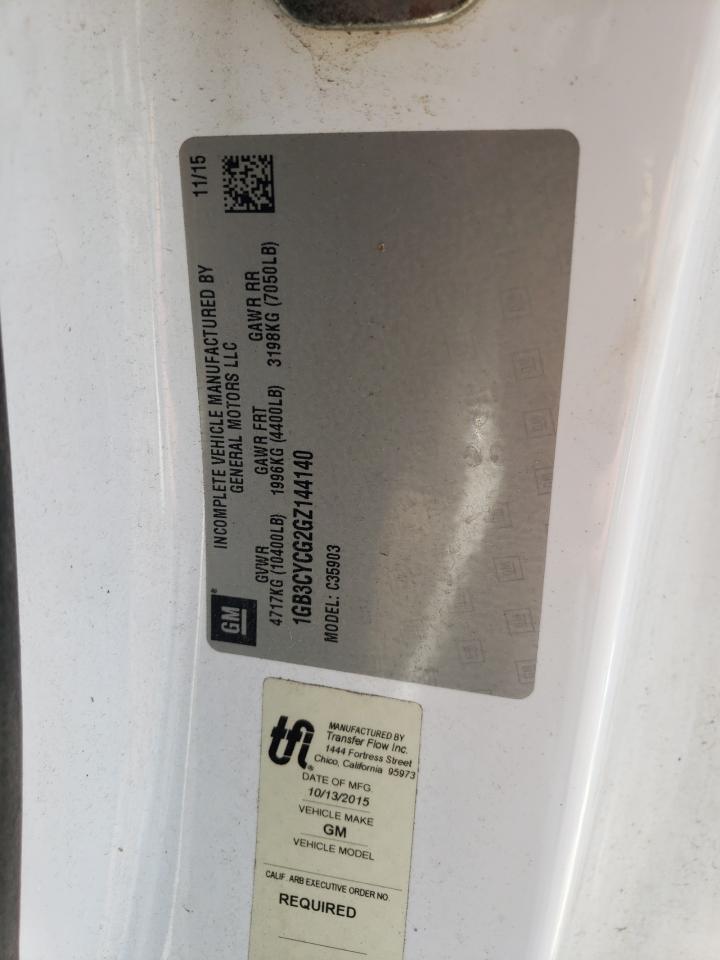 GM
INCOMPLETE VEHICLE MANUFACTURED BY 11/15
GENERAL MOTORS LLC
GVWR GAWR FRT GAWR RR
4717KG (10400LB) 1996KG (4400LB) 3198KG (7050LB)
1GB3CYCG2GZ144140
MODEL: C35903
tfi
MANUFACTURED BY
Transfer Flow Inc.
1444 Fortress Street
Chico, California 95973
DATE OF MFG.
10/13/2015
VEHICLE MAKE
GM
VEHICLE MODEL
CALIF. ARB EXECUTIVE ORDER NO.
REQUIRED